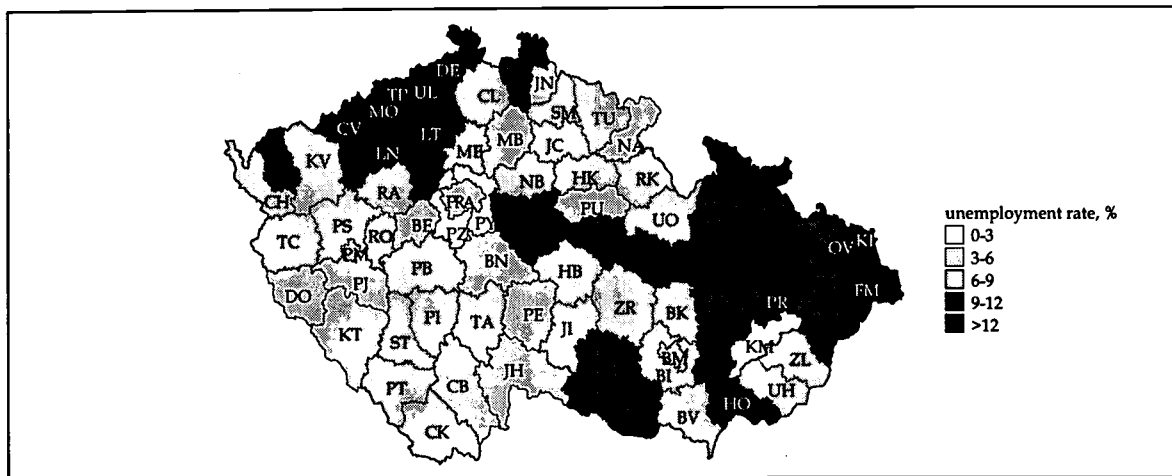 DE
JN
TP UL
CL
MO
SM
TU
CV
LT
MB
ME
JC
NA
LN
KV
NB
HK
RK
RA
CH
PRA
PU
UO
PS
RO
BE
PY
TC
PM
PZ
OV KI
BN
PB
HB
PJ
FM
DO
PR
ZR
BK
PI
TA
PE
KT
JI
ST
KM
BM
ZL
BI
JH
CB
PT
UH
HO
BV
CK
unemployment rate, %
0-3
3-6
6-9
9-12
>12